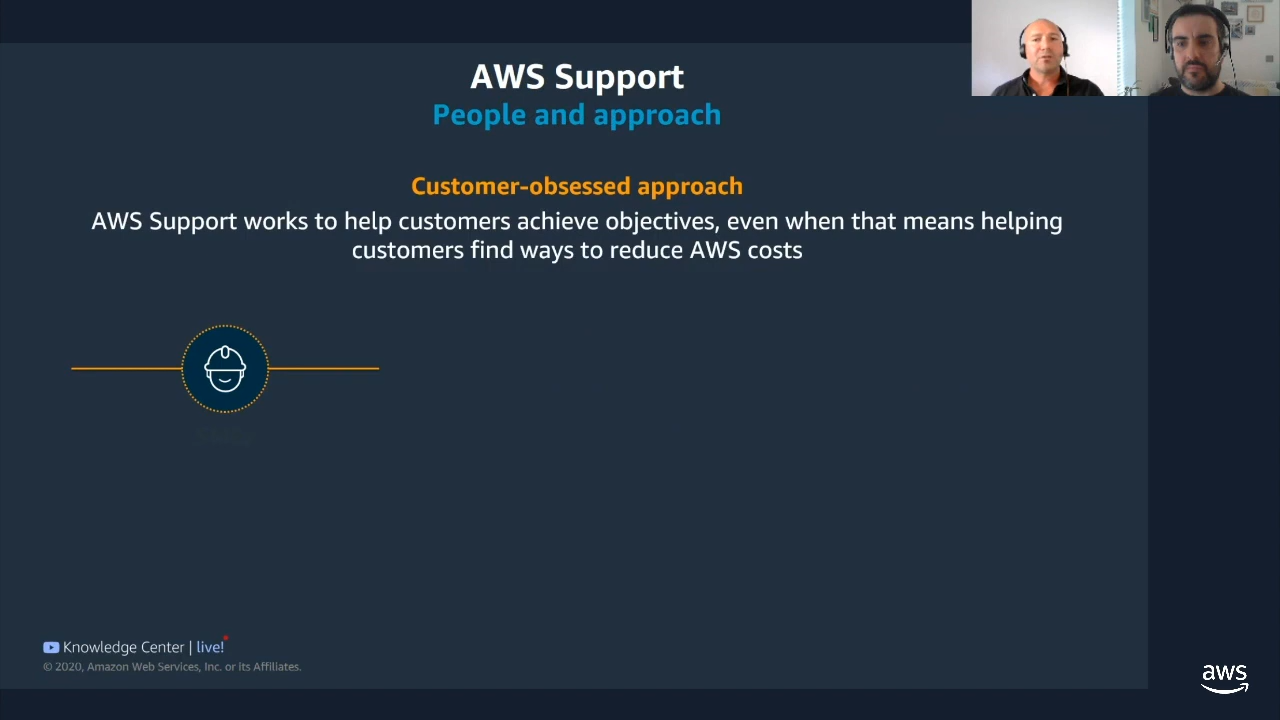 AWS Support
People and approach
Customer-obsessed approach
AWS Support works to help customers achieve objectives, even when that means helping
customers find ways to reduce AWS costs
Knowledge Center | live!
© 2020, Amazon Web Services, Inc. or its Affiliates.
aws